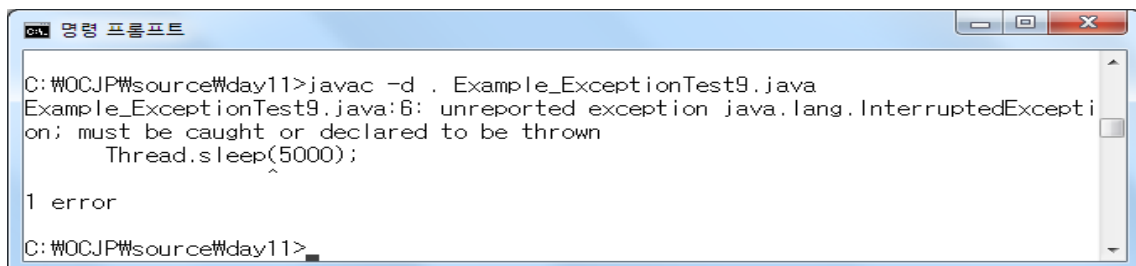 명령 프롬프트
C:₩OCJP₩source₩day11>javac -d . Example_ExceptionTest9.java
Example_ExceptionTest9.java:6: unreported exception java.lang.InterruptedExcepti
on; must be caught or declared to be thrown
Thread.sleep(5000);
^
1 error
C:₩OCJP₩source₩day11>